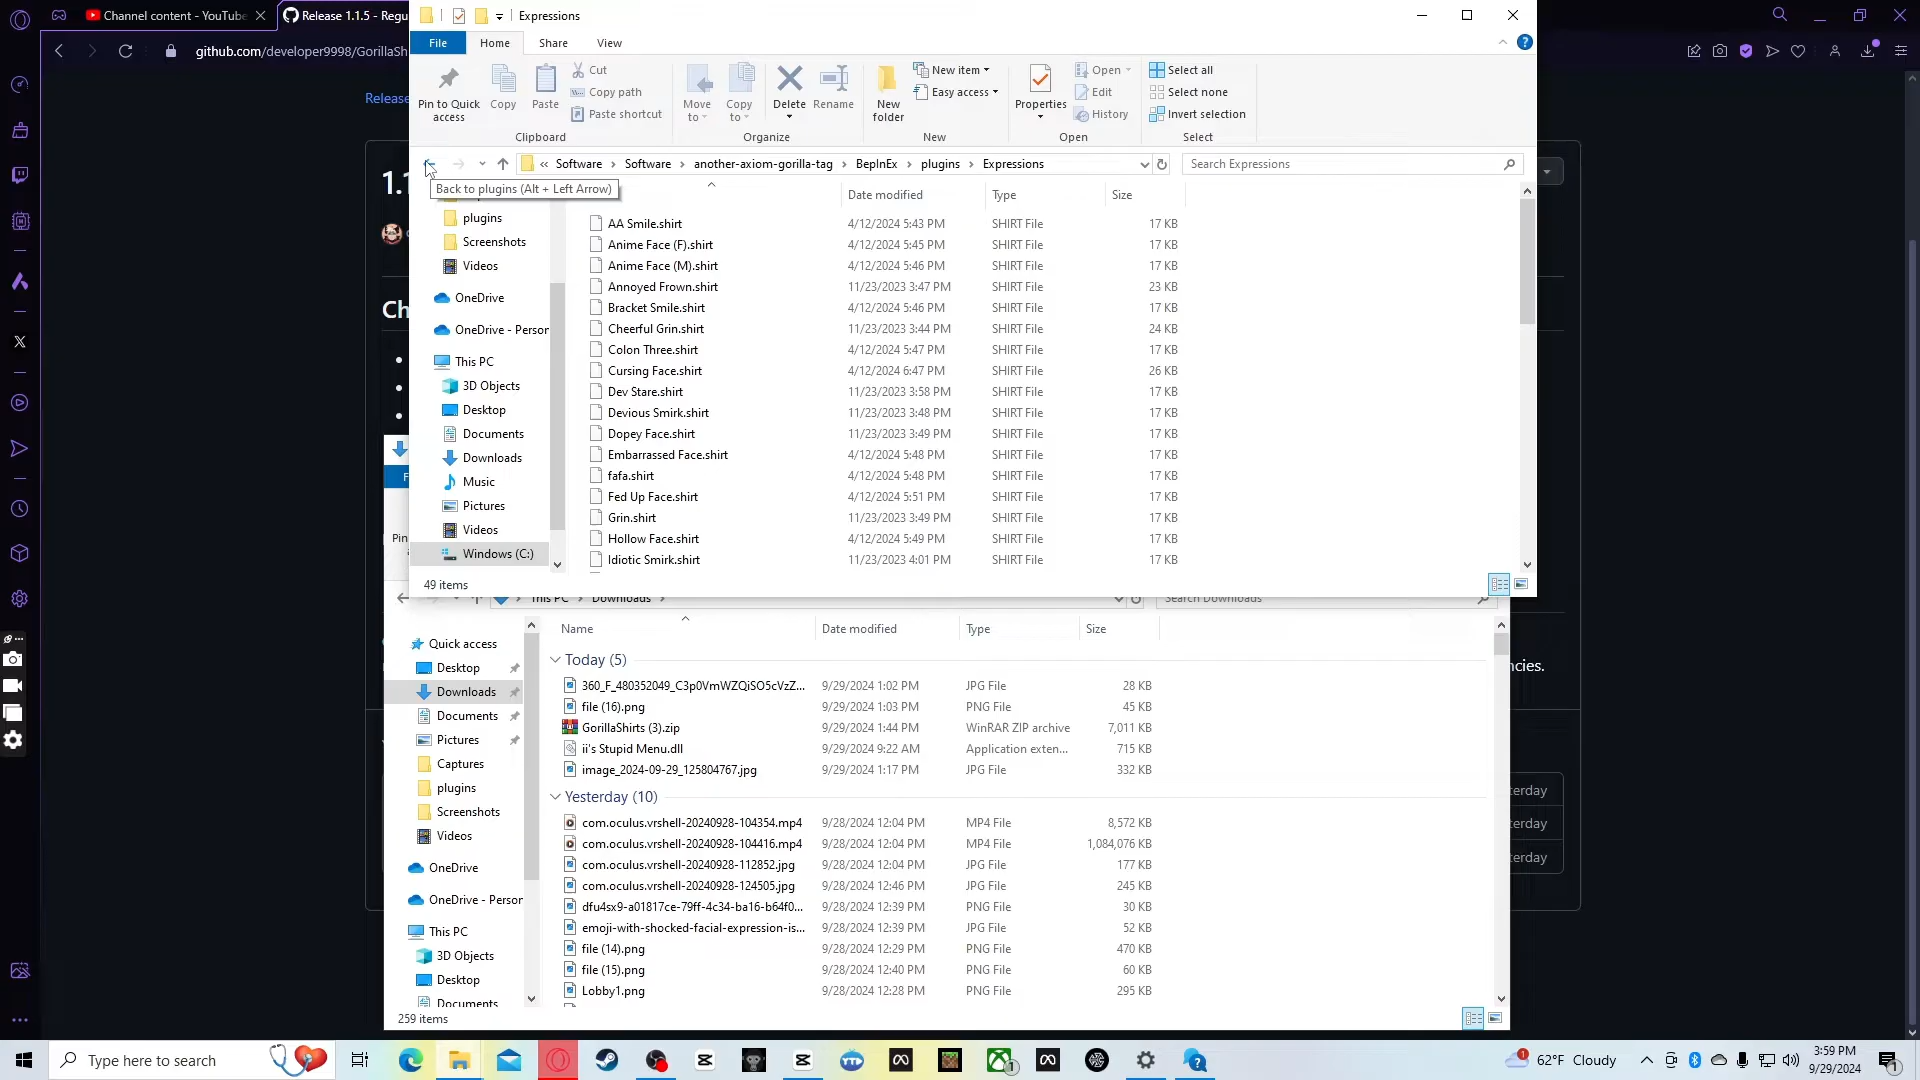 Channel content - YouTube
Release 1.1.5 - Regu
github.com/developer9998/GorillaSh
Release
1.1
Ch
Expressions
File
Home
Share
View
Pin to Quick access
Copy
Paste
Cut
Copy path
Paste shortcut
Clipboard
Move to
Copy to
Delete
Rename
Organize
New folder
New item
Easy access
New
Properties
Open
Edit
History
Open
Select all
Select none
Invert selection
Select
« Software > Software > another-axiom-gorilla-tag > BepInEx > plugins > Expressions
Search Expressions
Back to plugins (Alt + Left Arrow)
Date modified Type Size
plugins
Screenshots
Videos
OneDrive
OneDrive - Person
This PC
3D Objects
Desktop
Documents
Downloads
Music
Pictures
Videos
Windows (C:)
AA Smile.shirt 4/12/2024 5:43 PM SHIRT File 17 KB
Anime Face (F).shirt 4/12/2024 5:45 PM SHIRT File 17 KB
Anime Face (M).shirt 4/12/2024 5:46 PM SHIRT File 17 KB
Annoyed Frown.shirt 11/23/2023 3:47 PM SHIRT File 23 KB
Bracket Smile.shirt 4/12/2024 5:46 PM SHIRT File 17 KB
Cheerful Grin.shirt 11/23/2023 3:44 PM SHIRT File 24 KB
Colon Three.shirt 4/12/2024 5:47 PM SHIRT File 17 KB
Cursing Face.shirt 4/12/2024 6:47 PM SHIRT File 26 KB
Dev Stare.shirt 11/23/2023 3:58 PM SHIRT File 17 KB
Devious Smirk.shirt 11/23/2023 3:48 PM SHIRT File 17 KB
Dopey Face.shirt 11/23/2023 3:49 PM SHIRT File 17 KB
Embarrassed Face.shirt 4/12/2024 5:48 PM SHIRT File 17 KB
fafa.shirt 4/12/2024 5:48 PM SHIRT File 17 KB
Fed Up Face.shirt 4/12/2024 5:51 PM SHIRT File 17 KB
Grin.shirt 11/23/2023 3:49 PM SHIRT File 17 KB
Hollow Face.shirt 4/12/2024 5:49 PM SHIRT File 17 KB
Idiotic Smirk.shirt 11/23/2023 4:01 PM SHIRT File 17 KB
49 items
F
Pin
This PC > Downloads >
Search Downloads
Name Date modified Type Size
Quick access
Desktop
Downloads
Documents
Pictures
Captures
plugins
Screenshots
Videos
OneDrive
OneDrive - Person
This PC
3D Objects
Desktop
Documents
Today (5)
360_F_480352049_C3p0VmWZQiSO5cVzZ... 9/29/2024 1:02 PM JPG File 28 KB
file (16).png 9/29/2024 1:03 PM PNG File 45 KB
GorillaShirts (3).zip 9/29/2024 1:44 PM WinRAR ZIP archive 7,011 KB
ii's Stupid Menu.dll 9/29/2024 9:22 AM Application exten... 715 KB
image_2024-09-29_125804767.jpg 9/29/2024 1:17 PM JPG File 332 KB
Yesterday (10)
com.oculus.vrshell-20240928-104354.mp4 9/28/2024 12:04 PM MP4 File 8,572 KB
com.oculus.vrshell-20240928-104416.mp4 9/28/2024 12:04 PM MP4 File 1,084,076 KB
com.oculus.vrshell-20240928-112852.jpg 9/28/2024 12:04 PM JPG File 177 KB
com.oculus.vrshell-20240928-124505.jpg 9/28/2024 12:46 PM JPG File 245 KB
dfu4sx9-a01817ce-79ff-4c34-ba16-b64f0... 9/28/2024 12:39 PM PNG File 30 KB
emoji-with-shocked-facial-expression-is... 9/28/2024 12:39 PM JPG File 52 KB
file (14).png 9/28/2024 12:29 PM PNG File 470 KB
file (15).png 9/28/2024 12:40 PM PNG File 60 KB
Lobby1.png 9/28/2024 12:28 PM PNG File 295 KB
259 items
ncies.
terday
terday
terday
Type here to search
62°F Cloudy
3:59 PM
9/29/2024